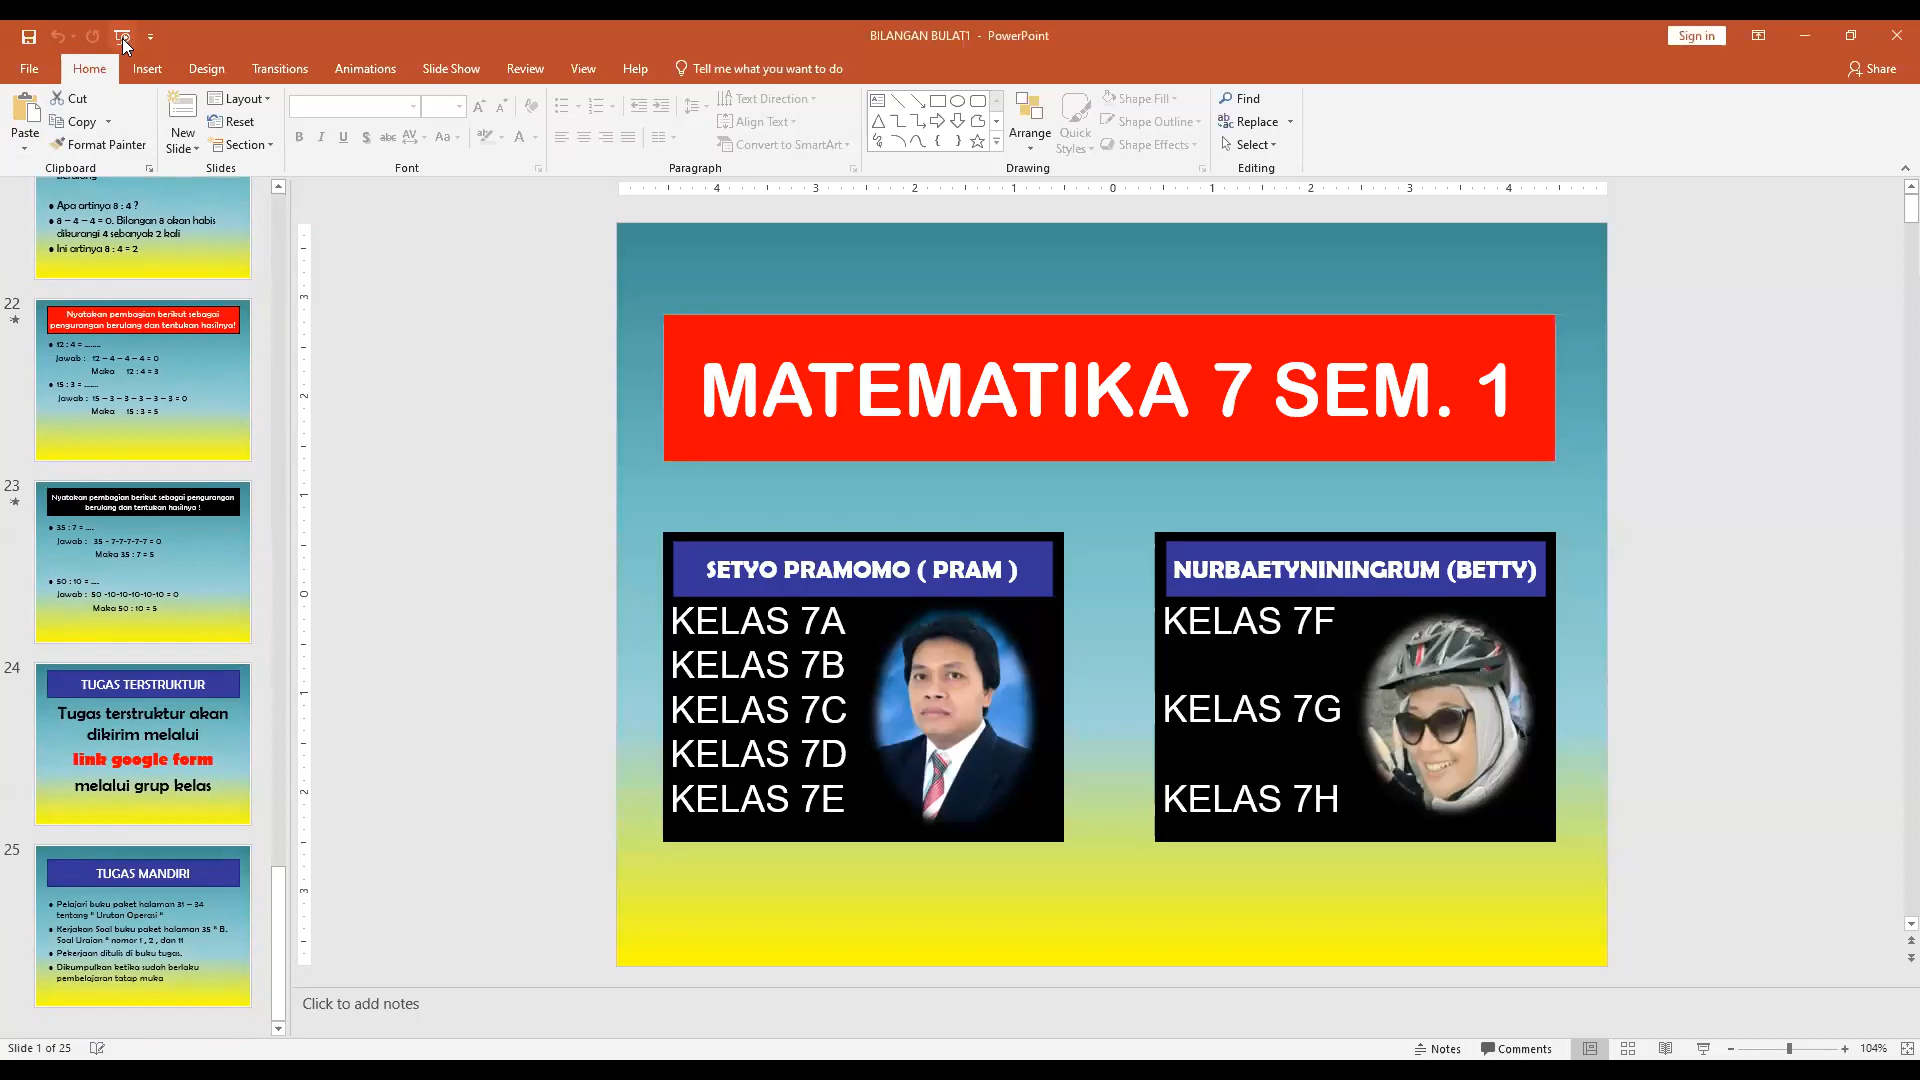 BILANGAN BULAT1 - PowerPoint
Sign in
File Home Insert Design Transitions Animations Slide Show Review View Help Tell me what you want to do Share
Paste
Cut
Copy
Format Painter
Clipboard
New Slide
Layout
Reset
Section
Slides
Font
Text Direction
Align Text
Convert to SmartArt
Paragraph
Arrange
Quick Styles
Shape Fill
Shape Outline
Shape Effects
Drawing
Find
Replace
Select
Editing
• Apa artinya 8 : 4 ?
• 8 – 4 – 4 = 0. Bilangan 8 akan habis
dikurangi 4 sebanyak 2 kali
• Ini artinya 8 : 4 = 2
22
Nyatakan pembagian berikut sebagai
pengurangan berulang dan tentukan hasilnya!
• 12 : 4 = ........
Jawab : 12 – 4 – 4 – 4 = 0
Maka 12 : 4 = 3
• 15 : 3 = .......
Jawab : 15 – 3 – 3 – 3 – 3 – 3 = 0
Maka 15 : 3 = 5
23
Nyatakan pembagian berikut sebagai pengurangan
berulang dan tentukan hasilnya !
• 35 : 7 = ....
Jawab : 35 - 7-7-7-7-7 = 0
Maka 35 : 7 = 5
• 50 : 10 = ....
Jawab : 50 -10-10-10-10-10 = 0
Maka 50 : 10 = 5
24
TUGAS TERSTRUKTUR
Tugas terstruktur akan
dikirim melalui
link google form
melalui grup kelas
25
TUGAS MANDIRI
• Pelajari buku paket halaman 31 – 34
tentang " Urutan Operasi "
• Kerjakan Soal buku paket halaman 35 " B.
Soal Uraian " nomor 1 , 2 , dan 11
• Pekerjaan ditulis di buku tugas.
• Dikumpulkan ketika sudah berlaku
pembelajaran tatap muka
MATEMATIKA 7 SEM. 1
SETYO PRAMOMO ( PRAM )
KELAS 7A
KELAS 7B
KELAS 7C
KELAS 7D
KELAS 7E
NURBAETYNININGRUM (BETTY)
KELAS 7F
KELAS 7G
KELAS 7H
Click to add notes
Slide 1 of 25
Notes Comments 104%